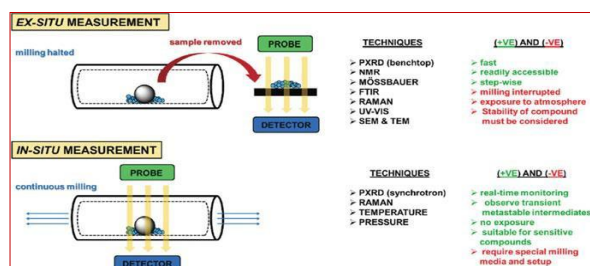 EX-SITU MEASUREMENT
milling halted
sample removed
PROBE
DETECTOR
TECHNIQUES
➤ PXRD (benchtop)
➤ NMR
➤ MÖSSBAUER
➤ FTIR
➤ RAMAN
➤ UV-VIS
➤ SEM & TEM
(+VE) AND (-VE)
➤ fast
➤ readily accessible
➤ step-wise
➤ milling interrupted
➤ exposure to atmosphere
➤ Stability of compound
must be considered
IN-SITU MEASUREMENT
continuous milling
PROBE
DETECTOR
TECHNIQUES
➤ PXRD (synchrotron)
➤ RAMAN
➤ TEMPERATURE
➤ PRESSURE
(+VE) AND (-VE)
➤ real-time monitoring
➤ observe transient
metastable intermediates
➤ no exposure
➤ suitable for sensitive
compounds
➤ require special milling
media and setup